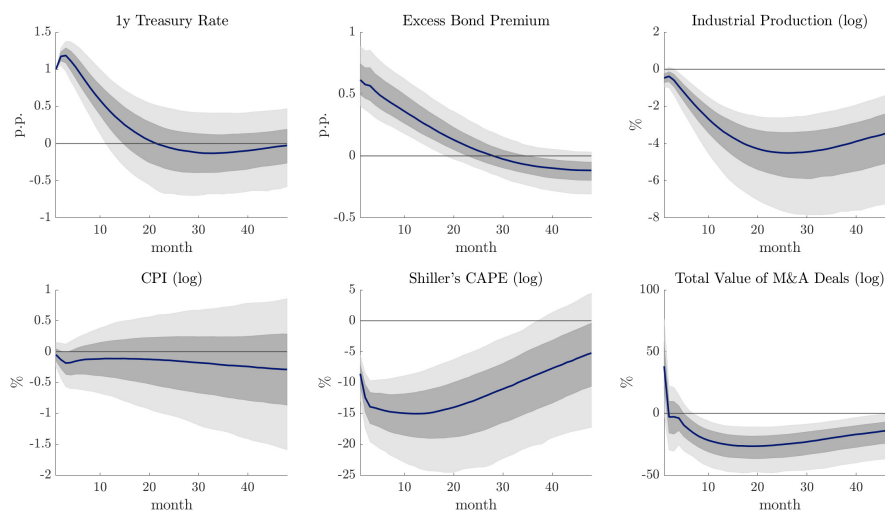 1y Treasury Rate
1.5
1
0.5
0
-0.5
-1
p.p.
10 20 30 40
month
Excess Bond Premium
1
0.5
0
-0.5
p.p.
10 20 30 40
month
Industrial Production (log)
2
0
-2
-4
-6
-8
%
10 20 30 40
month
CPI (log)
1
0.5
0
-0.5
-1
-1.5
-2
%
10 20 30 40
month
Shiller's CAPE (log)
5
0
-5
-10
-15
-20
-25
%
10 20 30 40
month
Total Value of M&A Deals (log)
100
50
0
-50
%
10 20 30 40
month